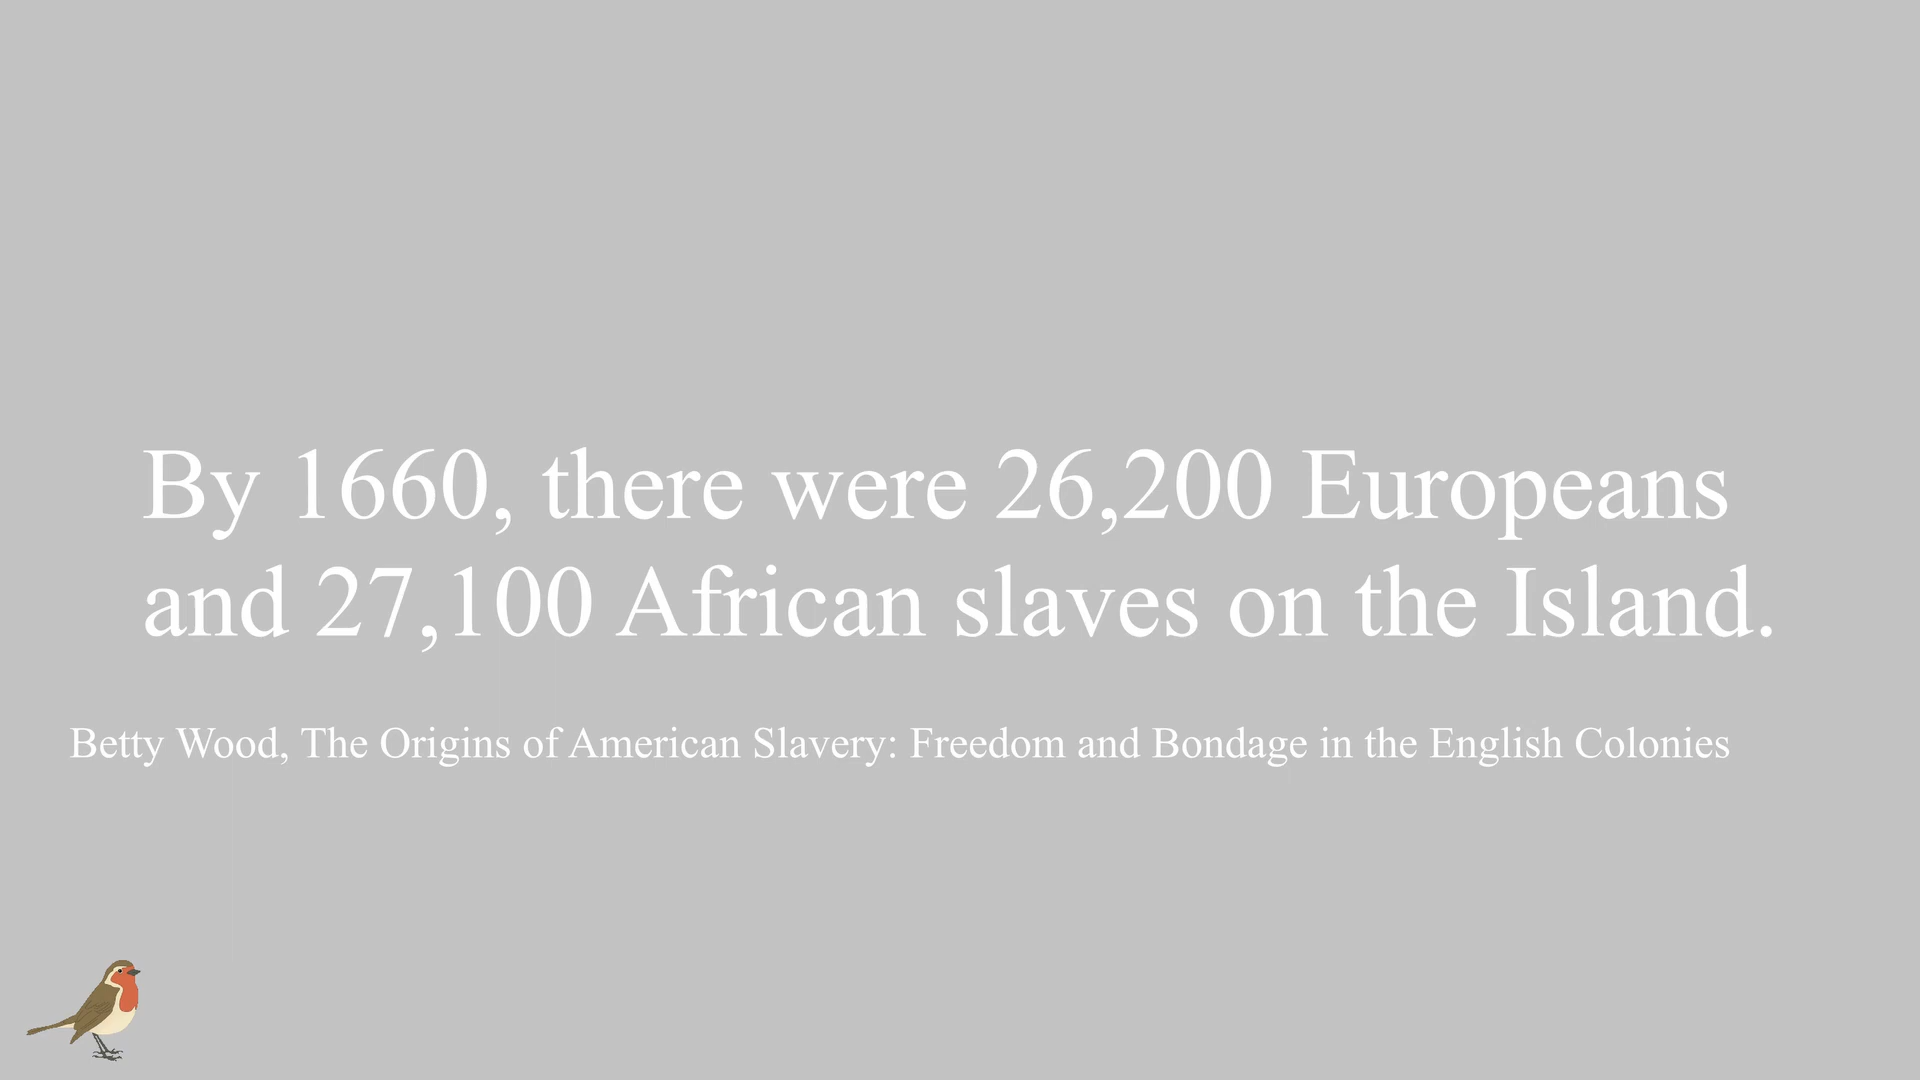 By 1660, there were 26,200 Europeans
and 27,100 African slaves on the Island.
Betty Wood, The Origins of American Slavery: Freedom and Bondage in the English Colonies